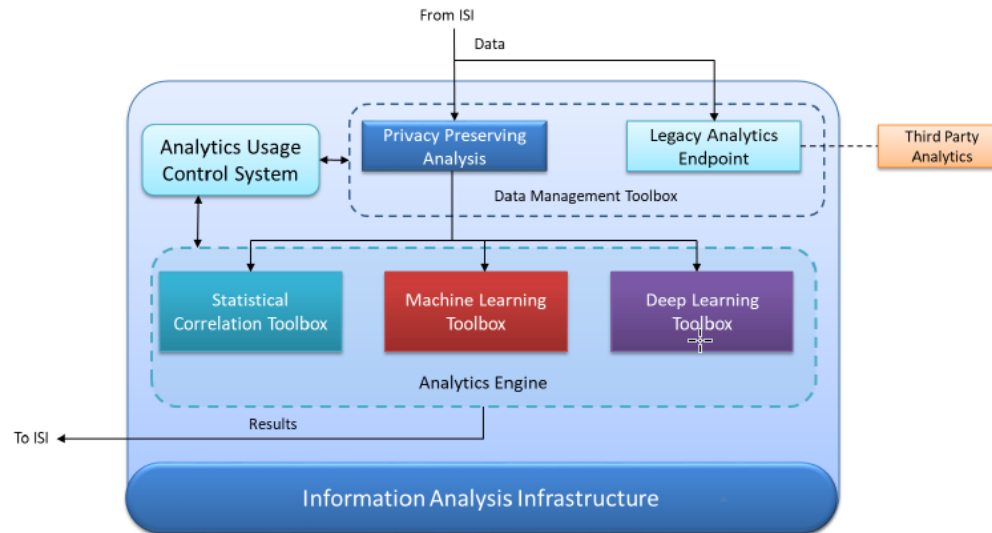 From ISI
Data
Analytics Usage
Control System
Privacy Preserving
Analysis
Legacy Analytics
Endpoint
Third Party
Analytics
Data Management Toolbox
Statistical
Correlation Toolbox
Machine Learning
Toolbox
Deep Learning
Toolbox
Analytics Engine
Results
To ISI
Information Analysis Infrastructure